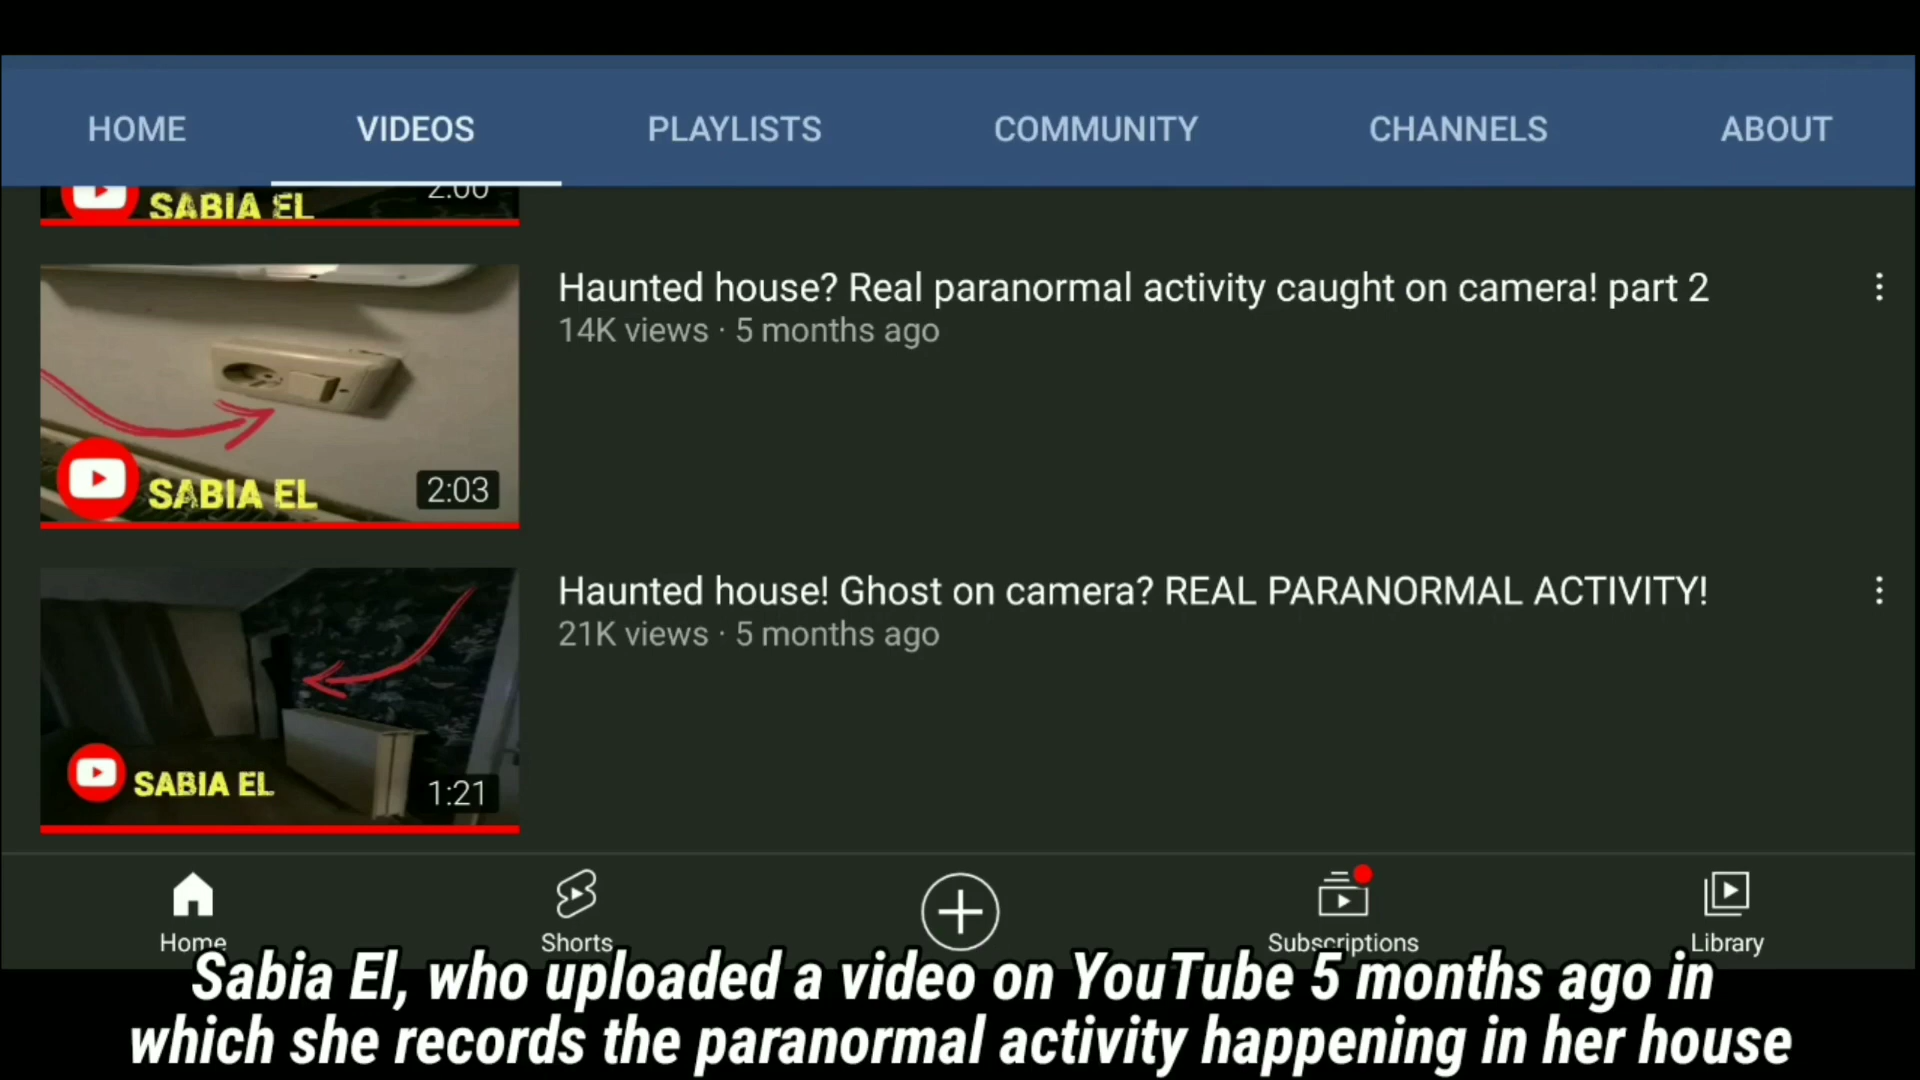 HOME VIDEOS PLAYLISTS COMMUNITY CHANNELS ABOUT
2:00
SABIA EL
Haunted house? Real paranormal activity caught on camera! part 2
14K views · 5 months ago
SABIA EL
2:03
Haunted house! Ghost on camera? REAL PARANORMAL ACTIVITY!
21K views · 5 months ago
SABIA EL
1:21
Home Shorts Subscriptions Library
Sabia El, who uploaded a video on YouTube 5 months ago in
which she records the paranormal activity happening in her house